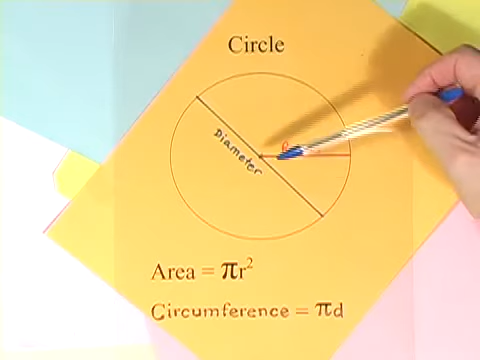 Circle
Diameter
Area = πr²
Circumference = πd